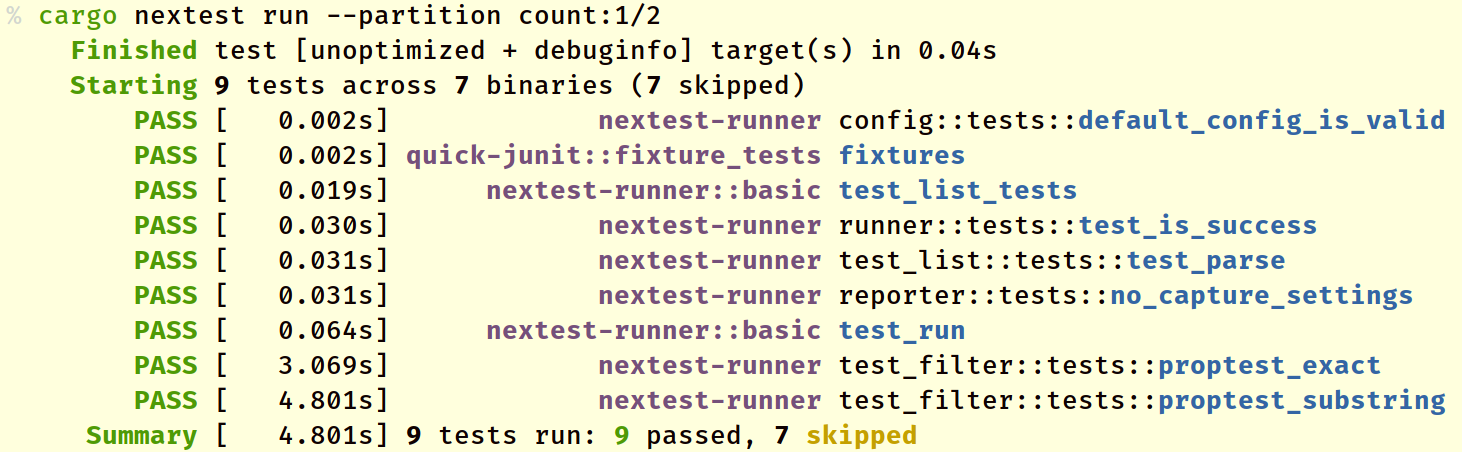 % cargo nextest run --partition count:1/2
    Finished test [unoptimized + debuginfo] target(s) in 0.04s
    Starting 9 tests across 7 binaries (7 skipped)
        PASS [   0.002s]             nextest-runner config::tests::default_config_is_valid
        PASS [   0.002s] quick-junit::fixture_tests fixtures
        PASS [   0.019s]      nextest-runner::basic test_list_tests
        PASS [   0.030s]             nextest-runner runner::tests::test_is_success
        PASS [   0.031s]             nextest-runner test_list::tests::test_parse
        PASS [   0.031s]             nextest-runner reporter::tests::no_capture_settings
        PASS [   0.064s]      nextest-runner::basic test_run
        PASS [   3.069s]             nextest-runner test_filter::tests::proptest_exact
        PASS [   4.801s]             nextest-runner test_filter::tests::proptest_substring
     Summary [   4.801s] 9 tests run: 9 passed, 7 skipped